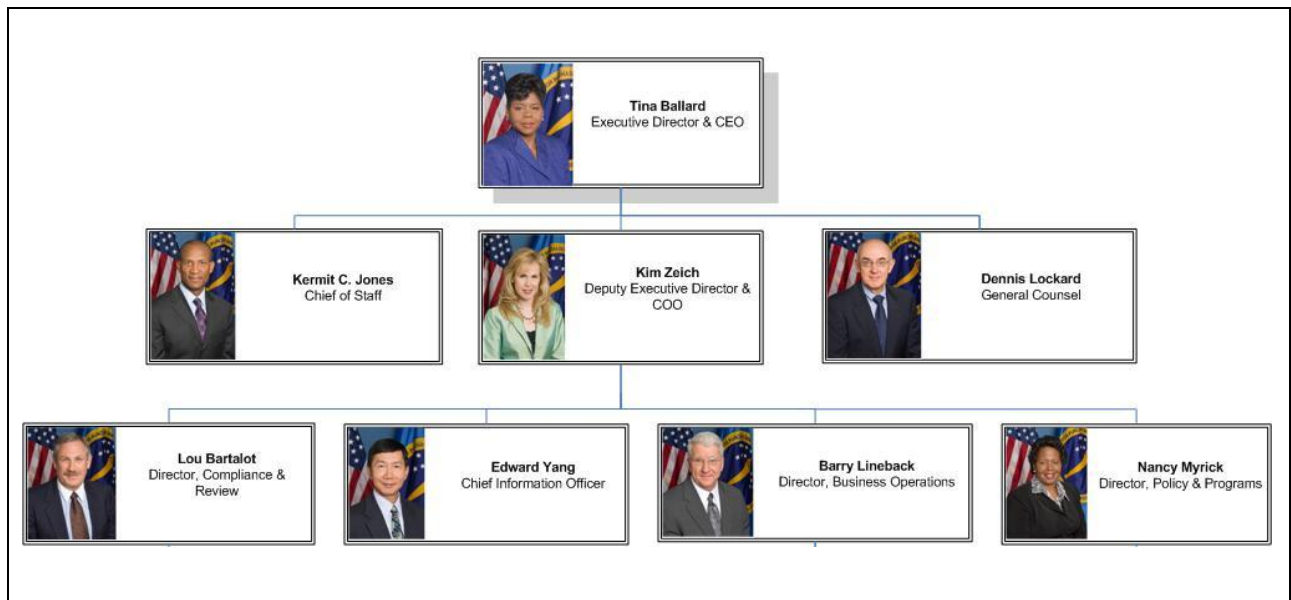 Tina Ballard
Executive Director & CEO
Kermit C. Jones
Chief of Staff
Kim Zeich
Deputy Executive Director &
COO
Dennis Lockard
General Counsel
Lou Bartalot
Director, Compliance &
Review
Edward Yang
Chief Information Officer
Barry Lineback
Director, Business Operations
Nancy Myrick
Director, Policy & Programs